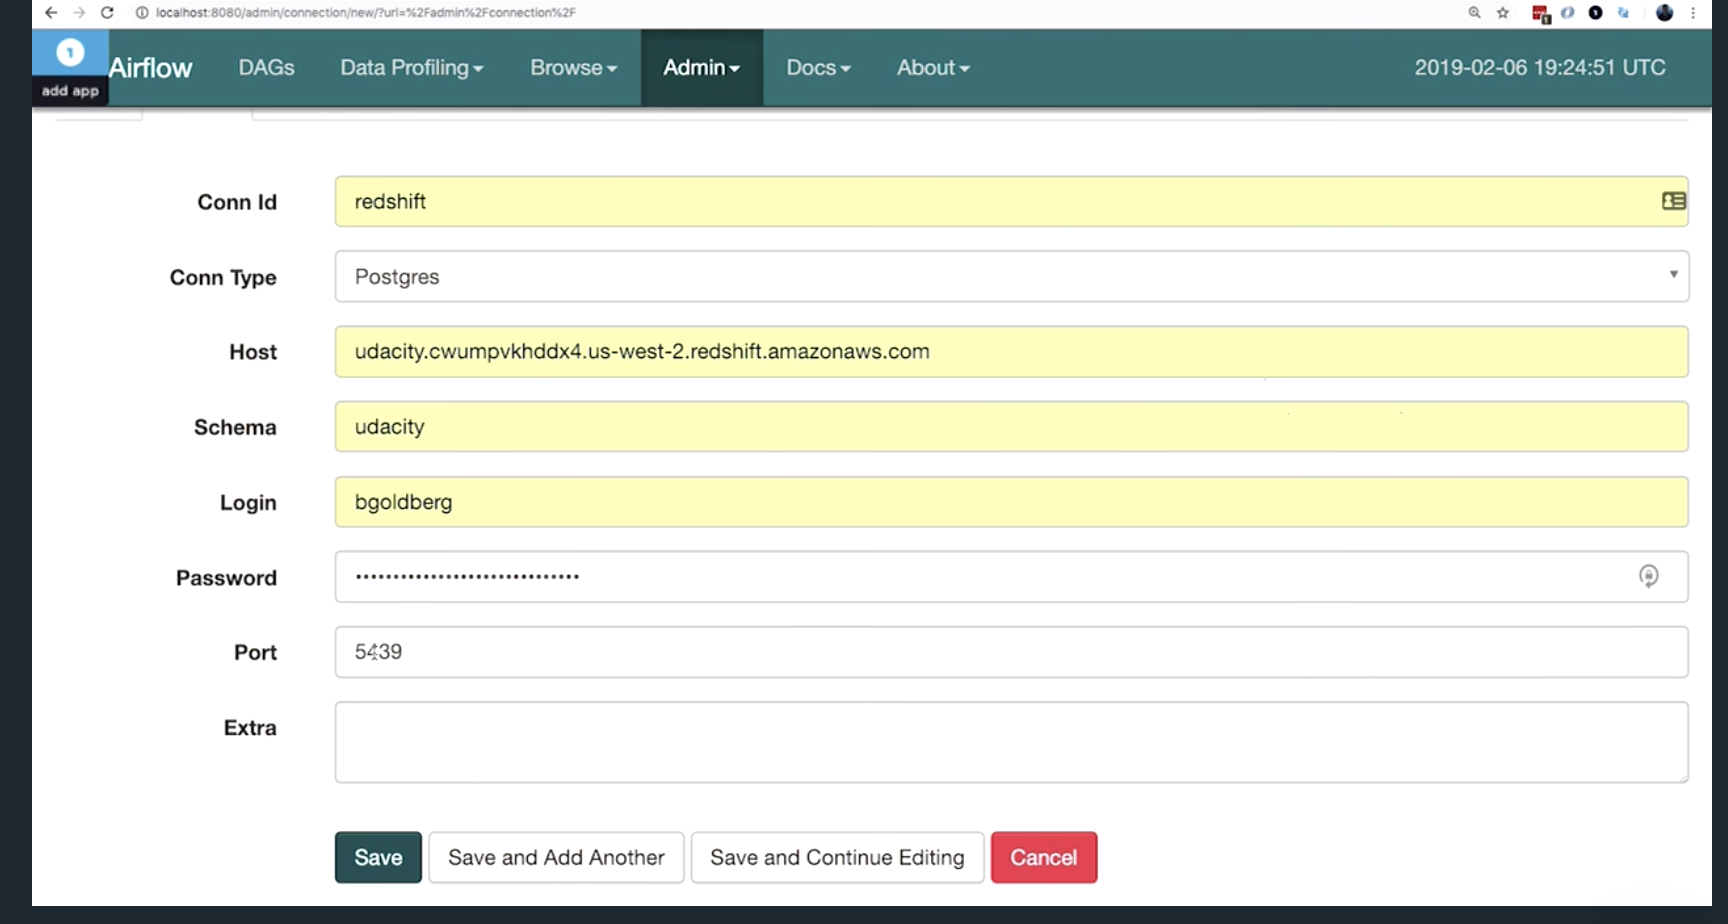 localhost:8080/admin/connection/new/?url=%2Fadmin%2Fconnection%2F
1
add app
Airflow DAGs Data Profiling Browse Admin Docs About 2019-02-06 19:24:51 UTC
Conn Id redshift
Conn Type Postgres
Host udacity.cwumpvkhddx4.us-west-2.redshift.amazonaws.com
Schema udacity
Login bgoldberg
Password ••••••••••••••••••••••••••••••
Port 5439
Extra
Save Save and Add Another Save and Continue Editing Cancel